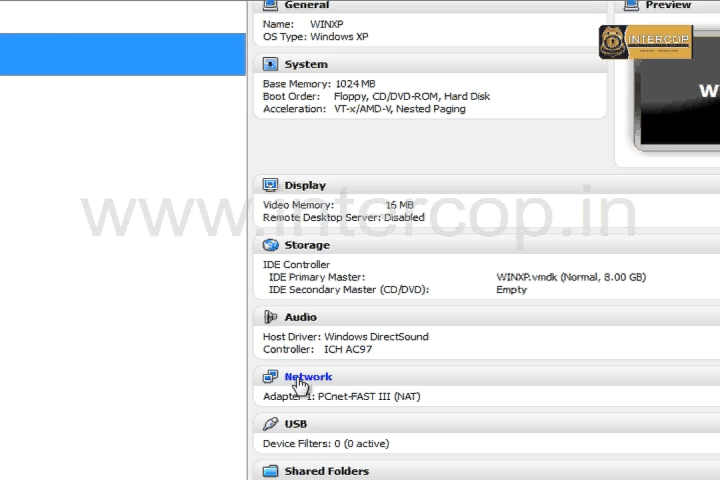 General
Preview
Name: WINXP
OS Type: Windows XP
INTERCOP
System
Base Memory: 1024 MB
Boot Order: Floppy, CD/DVD-ROM, Hard Disk
Acceleration: VT-x/AMD-V, Nested Paging
W
Display
Video Memory: 16 MB
Remote Desktop Server: Disabled
www.intercop.in
Storage
IDE Controller
IDE Primary Master: WINXP.vmdk (Normal, 8.00 GB)
IDE Secondary Master (CD/DVD): Empty
Audio
Host Driver: Windows DirectSound
Controller: ICH AC97
Network
Adapter 1: PCnet-FAST III (NAT)
USB
Device Filters: 0 (0 active)
Shared Folders